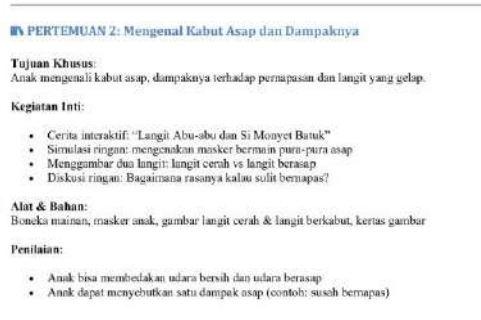 PERTEMUAN 2: Mengenal Kabut Asap dan Dampaknya
Tujuan Khusus:
Anak mengenali kabut asap, dampaknya terhadap pernapasan dan langit yang gelap.
Kegiatan Inti:
• Cerita interaktif: "Langit Abu-abu dan Si Monyet Batuk"
• Simulasi ringan: mengenakan masker bermain pura-pura asap
• Menggambar dua langit: langit cerah vs langit berasap
• Diskusi ringan: Bagaimana rasanya kalau sulit bernapas?
Alat & Bahan:
Boneka mainan, masker anak, gambar langit cerah & langit berkabut, kertas gambar
Penilaian:
• Anak bisa membedakan udara bersih dan udara berasap
• Anak dapat menyebutkan satu dampak asap (contoh: susah bernapas)